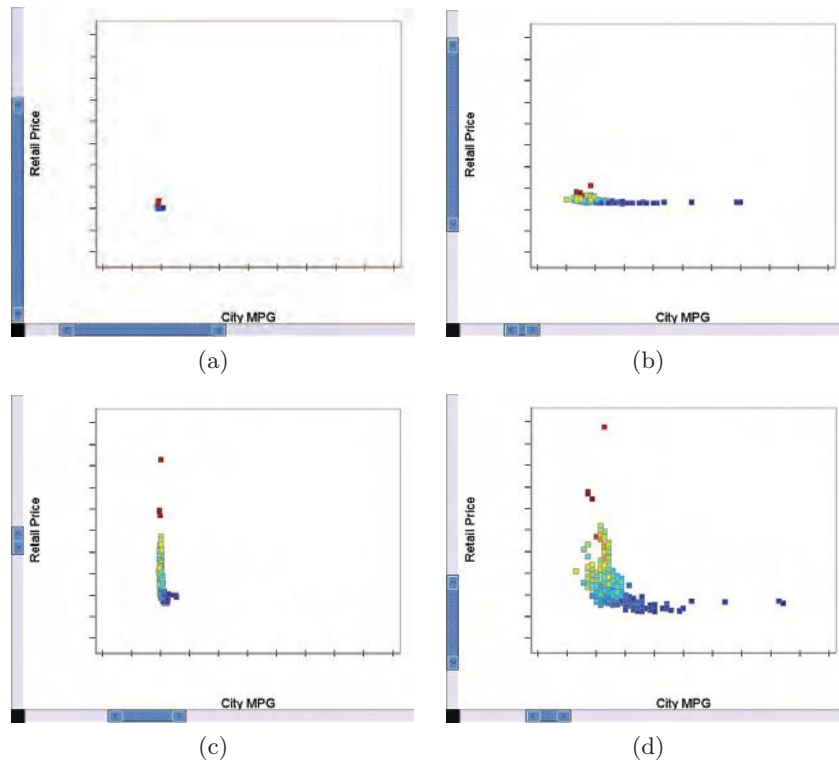 Retail Price
City MPG
(a)
Retail Price
City MPG
(b)
Retail Price
City MPG
(c)
Retail Price
City MPG
(d)